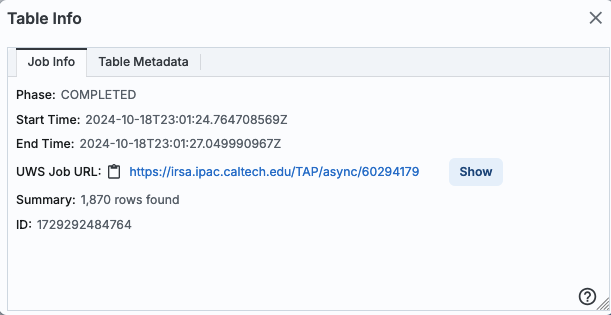 Table Info
Job Info Table Metadata
Phase: COMPLETED
Start Time: 2024-10-18T23:01:24.764708569Z
End Time: 2024-10-18T23:01:27.049990967Z
UWS Job URL: https://irsa.ipac.caltech.edu/TAP/async/60294179 Show
Summary: 1,870 rows found
ID: 1729292484764